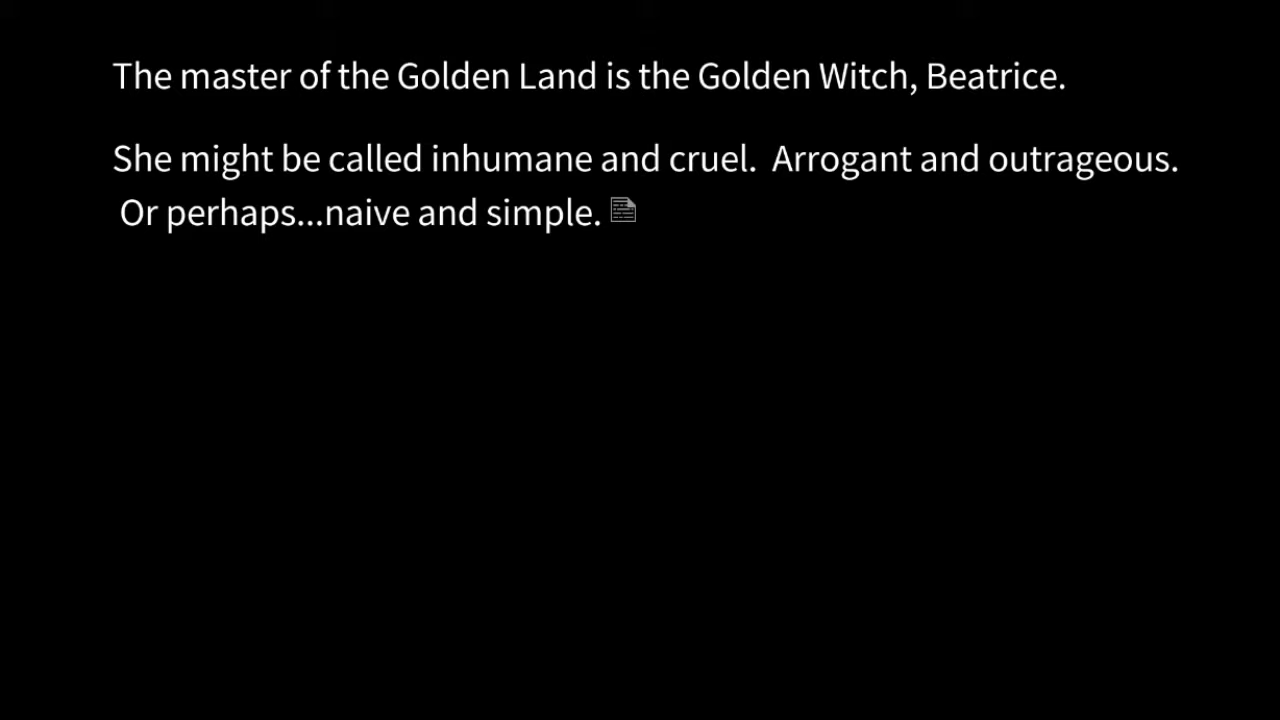 The master of the Golden Land is the Golden Witch, Beatrice.
She might be called inhumane and cruel.  Arrogant and outrageous.
Or perhaps...naive and simple.